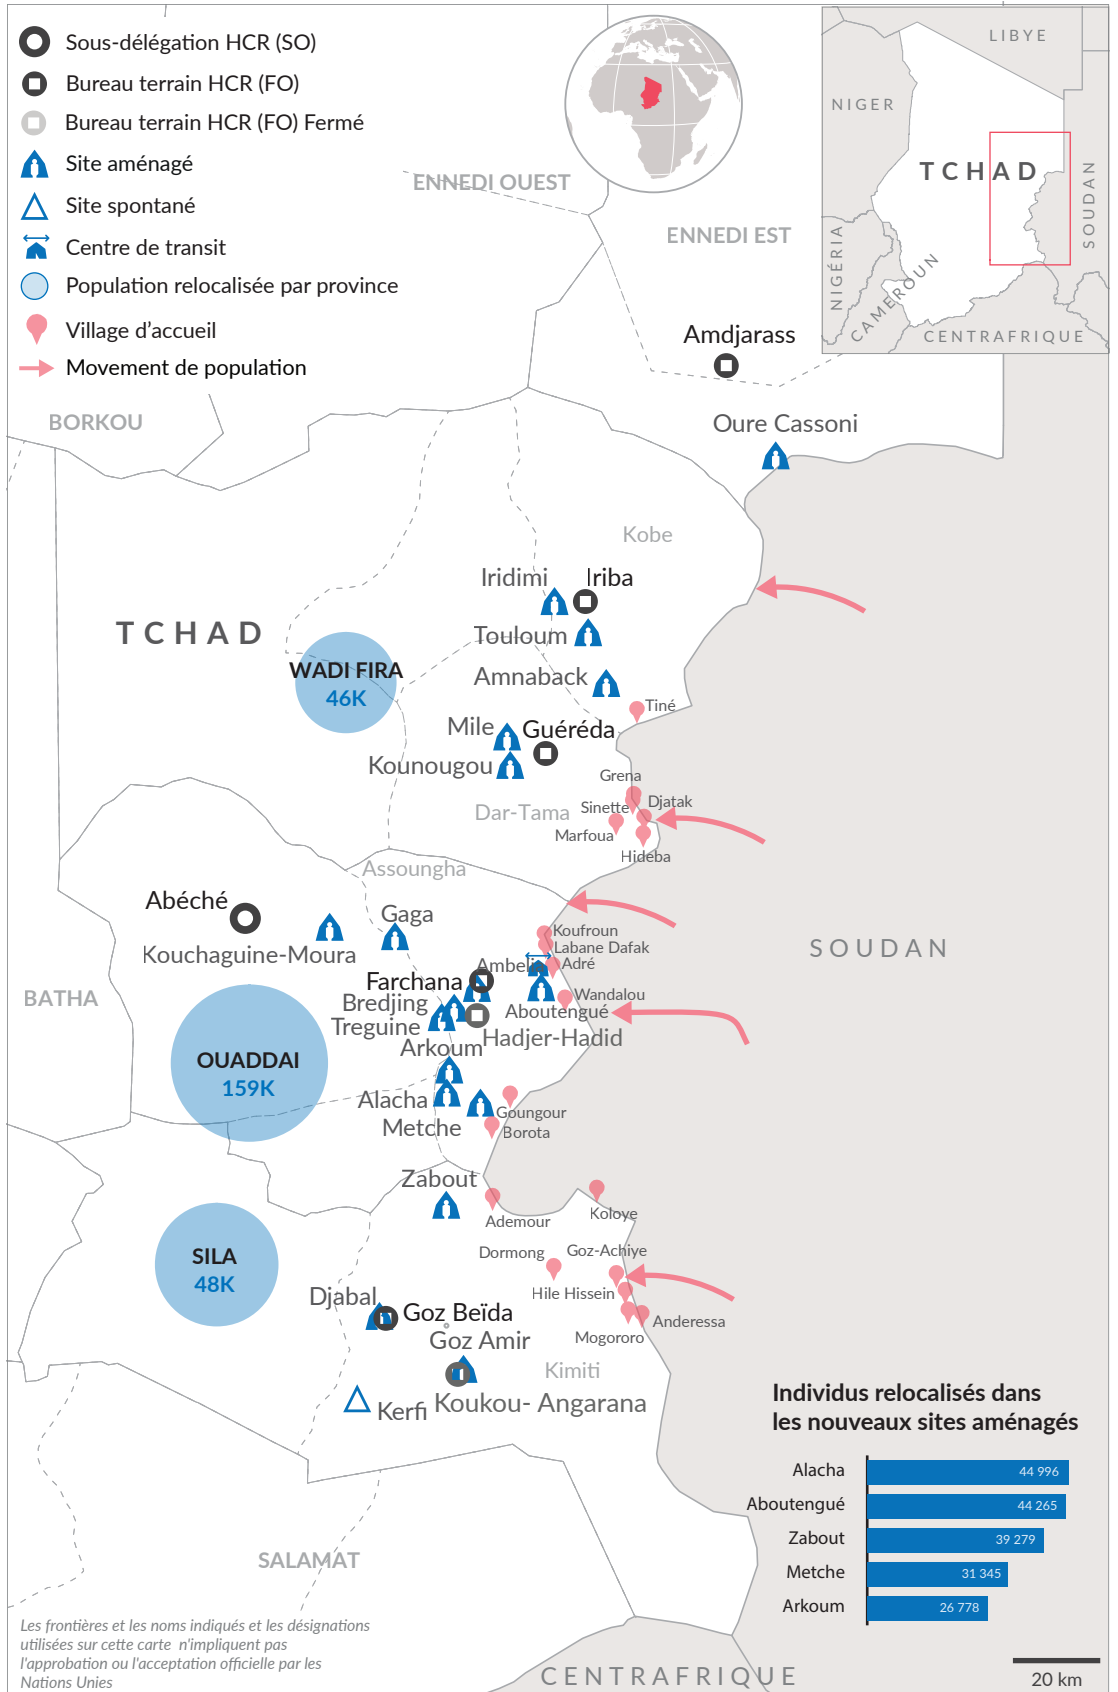 Sous-délégation HCR (SO)
Bureau terrain HCR (FO)
Bureau terrain HCR (FO) Fermé
Site aménagé
Site spontané
Centre de transit
Population relocalisée par province
Village d'accueil
Movement de population
LIBYE
NIGER
TCHAD
SOUDAN
NIGÉRIA
CAMEROUN
CENTRAFRIQUE
ENNEDI OUEST
ENNEDI EST
Amdjarass
BORKOU
Oure Cassoni
Kobe
Iridimi
Iriba
TCHAD
Touloum
WADI FIRA
46K
Amnaback
Tiné
Mile
Guéréda
Kounougou
Grena
Sinette
Djatak
Dar-Tama
Marfoua
Hideba
Assoungha
Abéché
Gaga
Kouchaguine-Moura
Koufroun
Labane Dafak
Adré
Ambelia
SOUDAN
Farchana
BATHA
Bredjing
Wandalou
Aboutengué
Treguine
Hadjer-Hadid
Arkoum
OUADDAI
159K
Alacha
Goungour
Metche
Borota
Zabout
Ademour
Koloye
Dormong
Goz-Achiye
SILA
48K
Hile Hissein
Djabal
Goz Beïda
Anderessa
Goz Amir
Mogororo
Kimiti
Kerfi
Koukou- Angarana
SALAMAT
Individus relocalisés dans
les nouveaux sites aménagés
Alacha 44 996
Aboutengué 44 265
Zabout 39 279
Metche 31 345
Arkoum 26 778
Les frontières et les noms indiqués et les désignations
utilisées sur cette carte n'impliquent pas
l'approbation ou l'acceptation officielle par les
Nations Unies
CENTRAFRIQUE
20 km